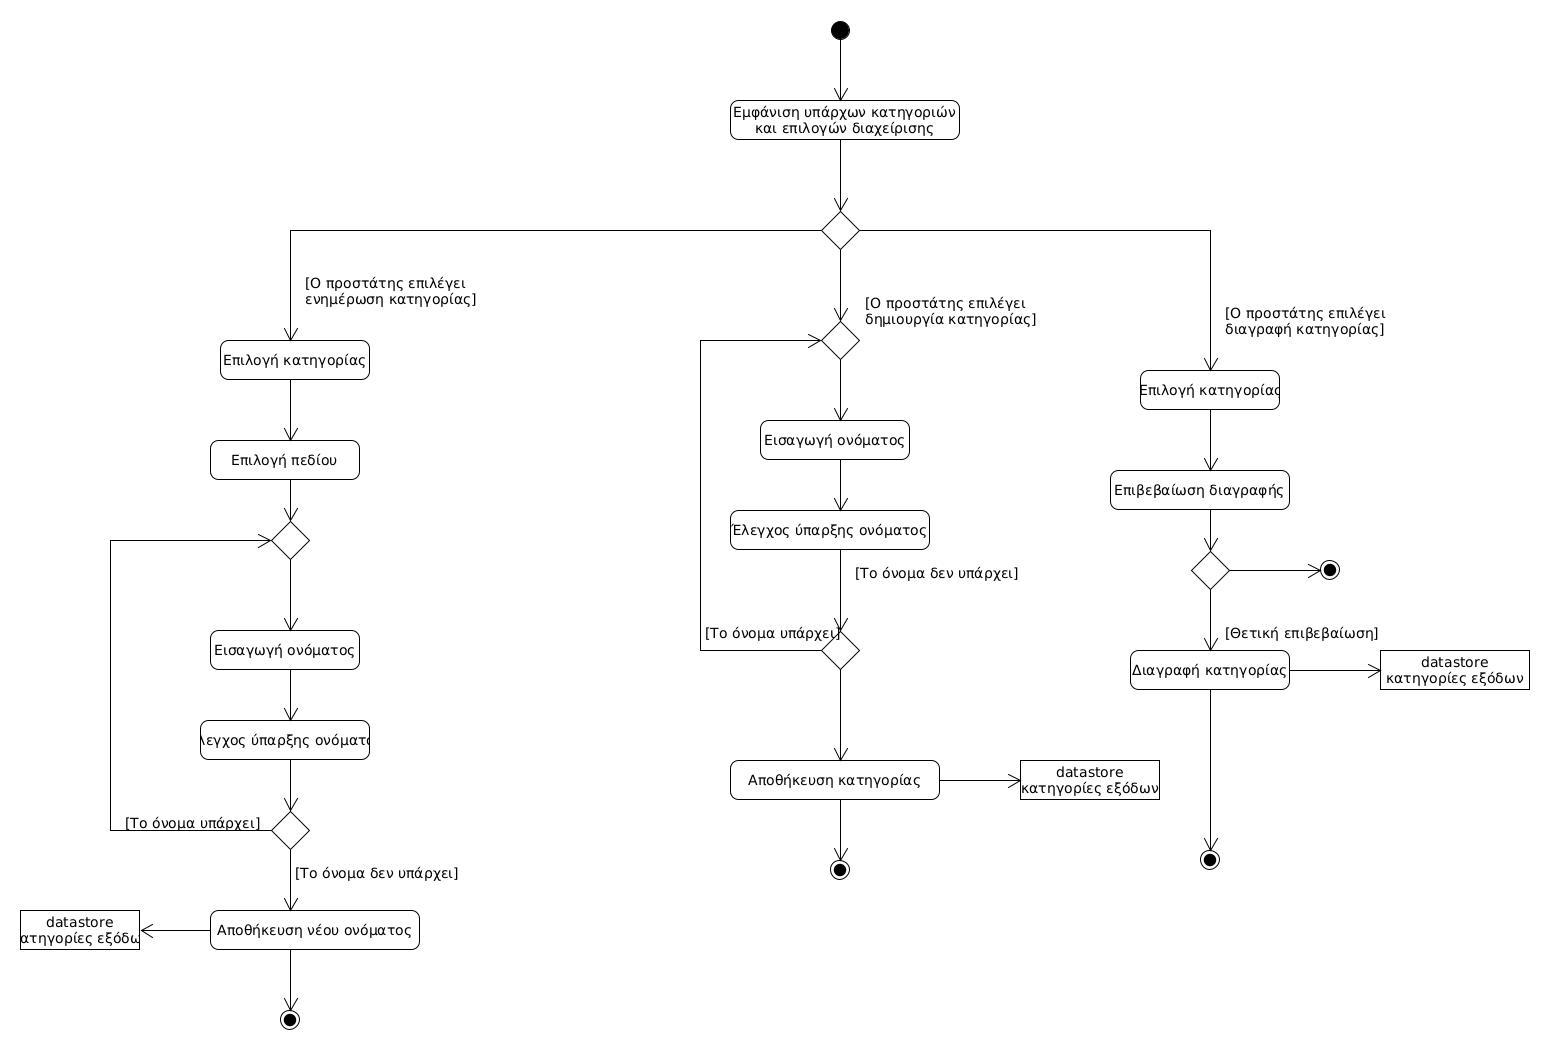 Εμφάνιση υπάρχων κατηγοριών
και επιλογών διαχείρισης
[Ο προστάτης επιλέγει
ενημέρωση κατηγορίας]
[Ο προστάτης επιλέγει
δημιουργία κατηγορίας]
[Ο προστάτης επιλέγει
διαγραφή κατηγορίας]
Επιλογή κατηγορίας
Επιλογή πεδίου
Εισαγωγή ονόματος
λεγχος ύπαρξης ονόματο
[Το όνομα υπάρχει]
[Το όνομα δεν υπάρχει]
Αποθήκευση νέου ονόματος
datastore
ατηγορίες εξόδω
Εισαγωγή ονόματος
Έλεγχος ύπαρξης ονόματος
[Το όνομα δεν υπάρχει]
[Το όνομα υπάρχει]
Αποθήκευση κατηγορίας
datastore
κατηγορίες εξόδων
Επιλογή κατηγορίας
Επιβεβαίωση διαγραφής
[Θετική επιβεβαίωση]
Διαγραφή κατηγορίας
datastore
κατηγορίες εξόδων